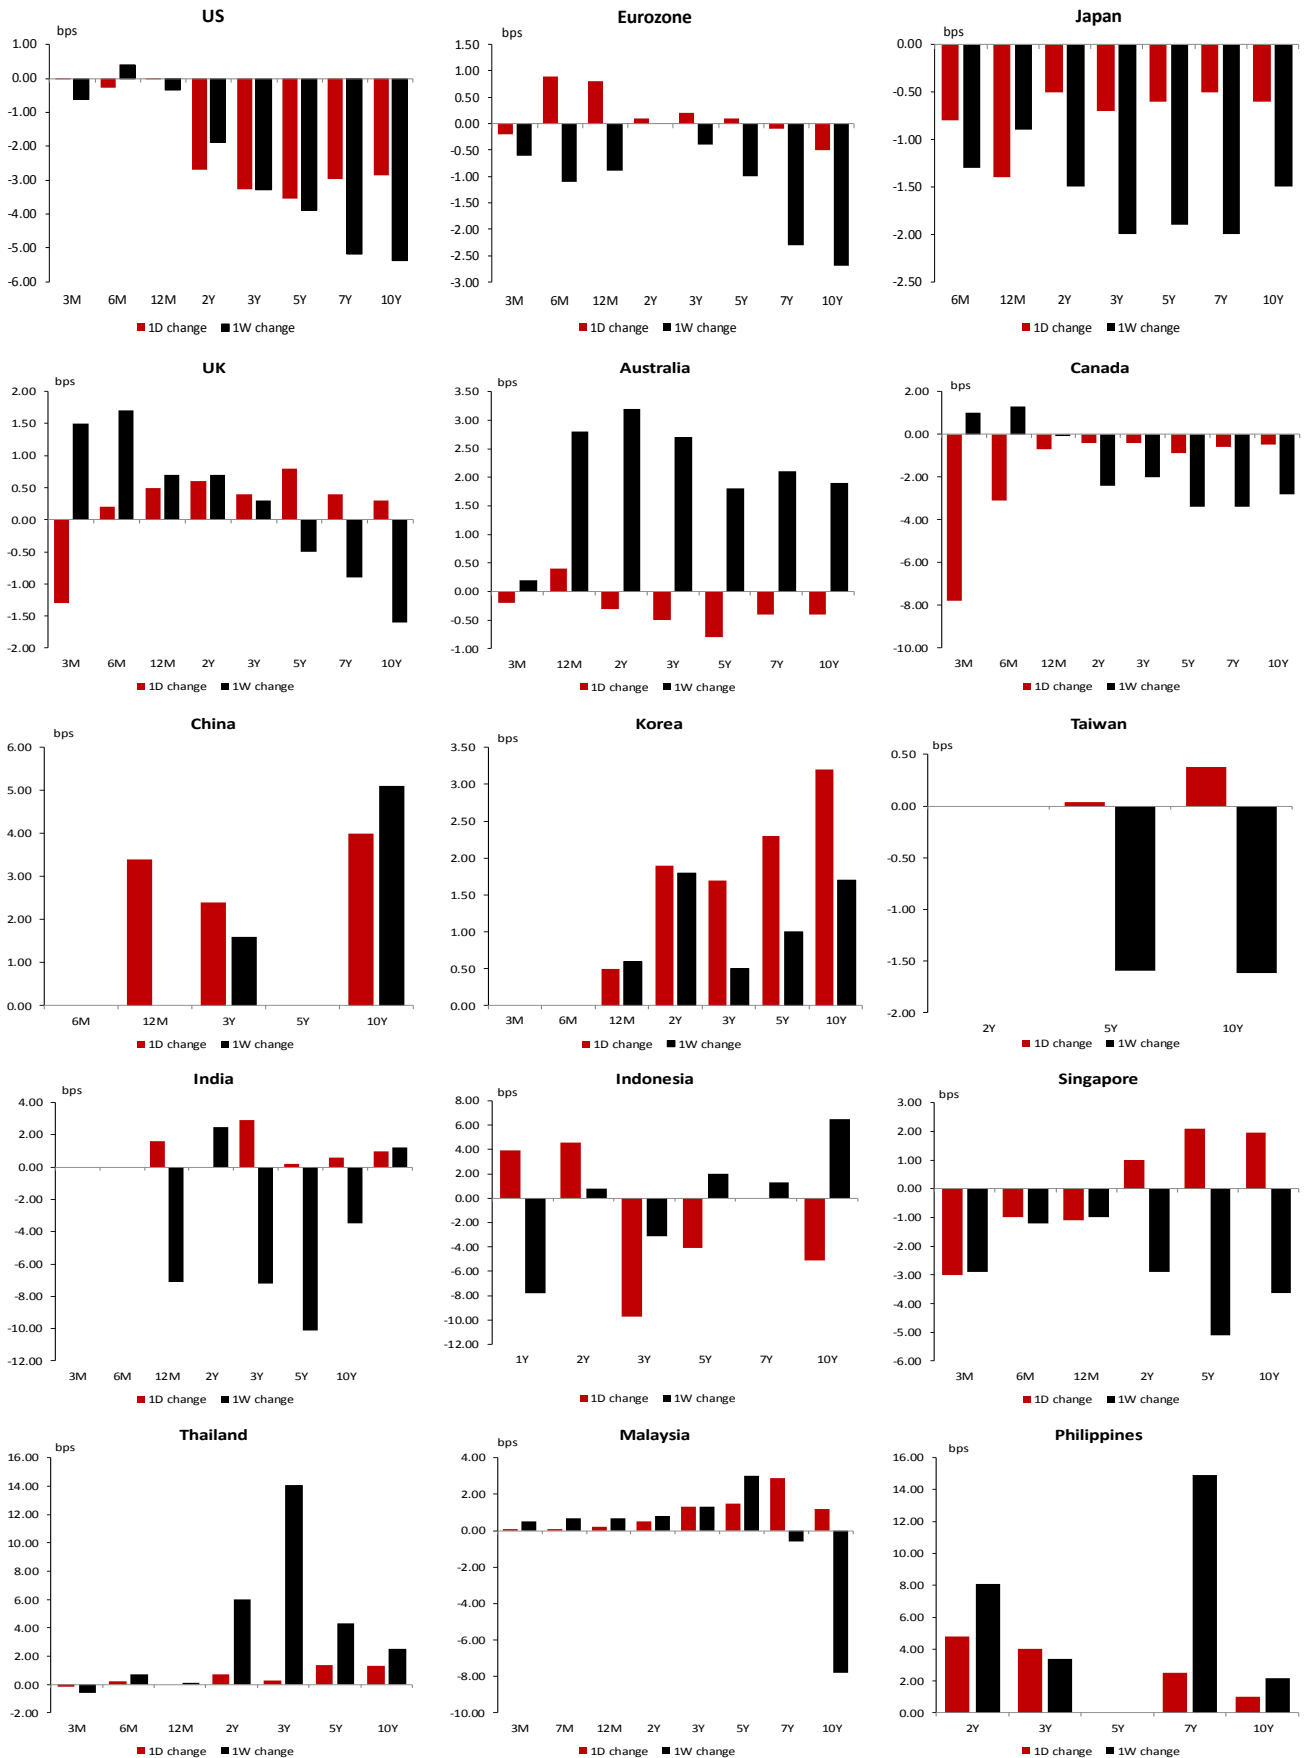 US
bps
1.00
0.00
-1.00
-2.00
-3.00
-4.00
-5.00
-6.00
3M 6M 12M 2Y 3Y 5Y 7Y 10Y
1D change 1W change
Eurozone
bps
1.50
1.00
0.50
0.00
-0.50
-1.00
-1.50
-2.00
-2.50
-3.00
3M 6M 12M 2Y 3Y 5Y 7Y 10Y
1D change 1W change
Japan
0.00
-0.50
-1.00
-1.50
-2.00
-2.50
6M 12M 2Y 3Y 5Y 7Y 10Y
1D change 1W change
UK
bps
2.00
1.50
1.00
0.50
0.00
-0.50
-1.00
-1.50
-2.00
3M 6M 12M 2Y 3Y 5Y 7Y 10Y
1D change 1W change
Australia
bps
3.50
3.00
2.50
2.00
1.50
1.00
0.50
0.00
-0.50
-1.00
3M 12M 2Y 3Y 5Y 7Y 10Y
1D change 1W change
Canada
bps
2.00
0.00
-2.00
-4.00
-6.00
-8.00
-10.00
3M 6M 12M 2Y 3Y 5Y 7Y 10Y
1D change 1W change
China
bps
6.00
5.00
4.00
3.00
2.00
1.00
0.00
6M 12M 3Y 5Y 10Y
1D change 1W change
Korea
bps
3.50
3.00
2.50
2.00
1.50
1.00
0.50
0.00
3M 6M 12M 2Y 3Y 5Y 10Y
1D change 1W change
Taiwan
bps
0.50
0.00
-0.50
-1.00
-1.50
-2.00
2Y 5Y 10Y
1D change 1W change
India
bps
4.00
2.00
0.00
-2.00
-4.00
-6.00
-8.00
-10.00
-12.00
3M 6M 12M 2Y 3Y 5Y 10Y
1D change 1W change
Indonesia
bps
8.00
6.00
4.00
2.00
0.00
-2.00
-4.00
-6.00
-8.00
-10.00
-12.00
1Y 2Y 3Y 5Y 7Y 10Y
1D change 1W change
Singapore
bps
3.00
2.00
1.00
0.00
-1.00
-2.00
-3.00
-4.00
-5.00
-6.00
3M 6M 12M 2Y 5Y 10Y
1D change 1W change
Thailand
bps
16.00
14.00
12.00
10.00
8.00
6.00
4.00
2.00
0.00
-2.00
3M 6M 12M 2Y 3Y 5Y 10Y
1D change 1W change
Malaysia
bps
4.00
2.00
0.00
-2.00
-4.00
-6.00
-8.00
-10.00
3M 7M 12M 2Y 3Y 5Y 7Y 10Y
1D change 1W change
Philippines
bps
16.00
14.00
12.00
10.00
8.00
6.00
4.00
2.00
0.00
2Y 3Y 5Y 7Y 10Y
1D change 1W change